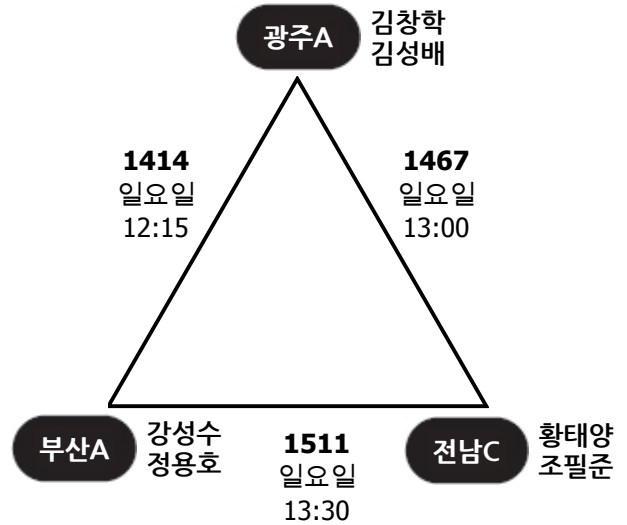 광주A
김창학
김성배
1414
일요일
12:15
1467
일요일
13:00
부산A
강성수
정용호
1511
일요일
13:30
전남C
황태양
조필준